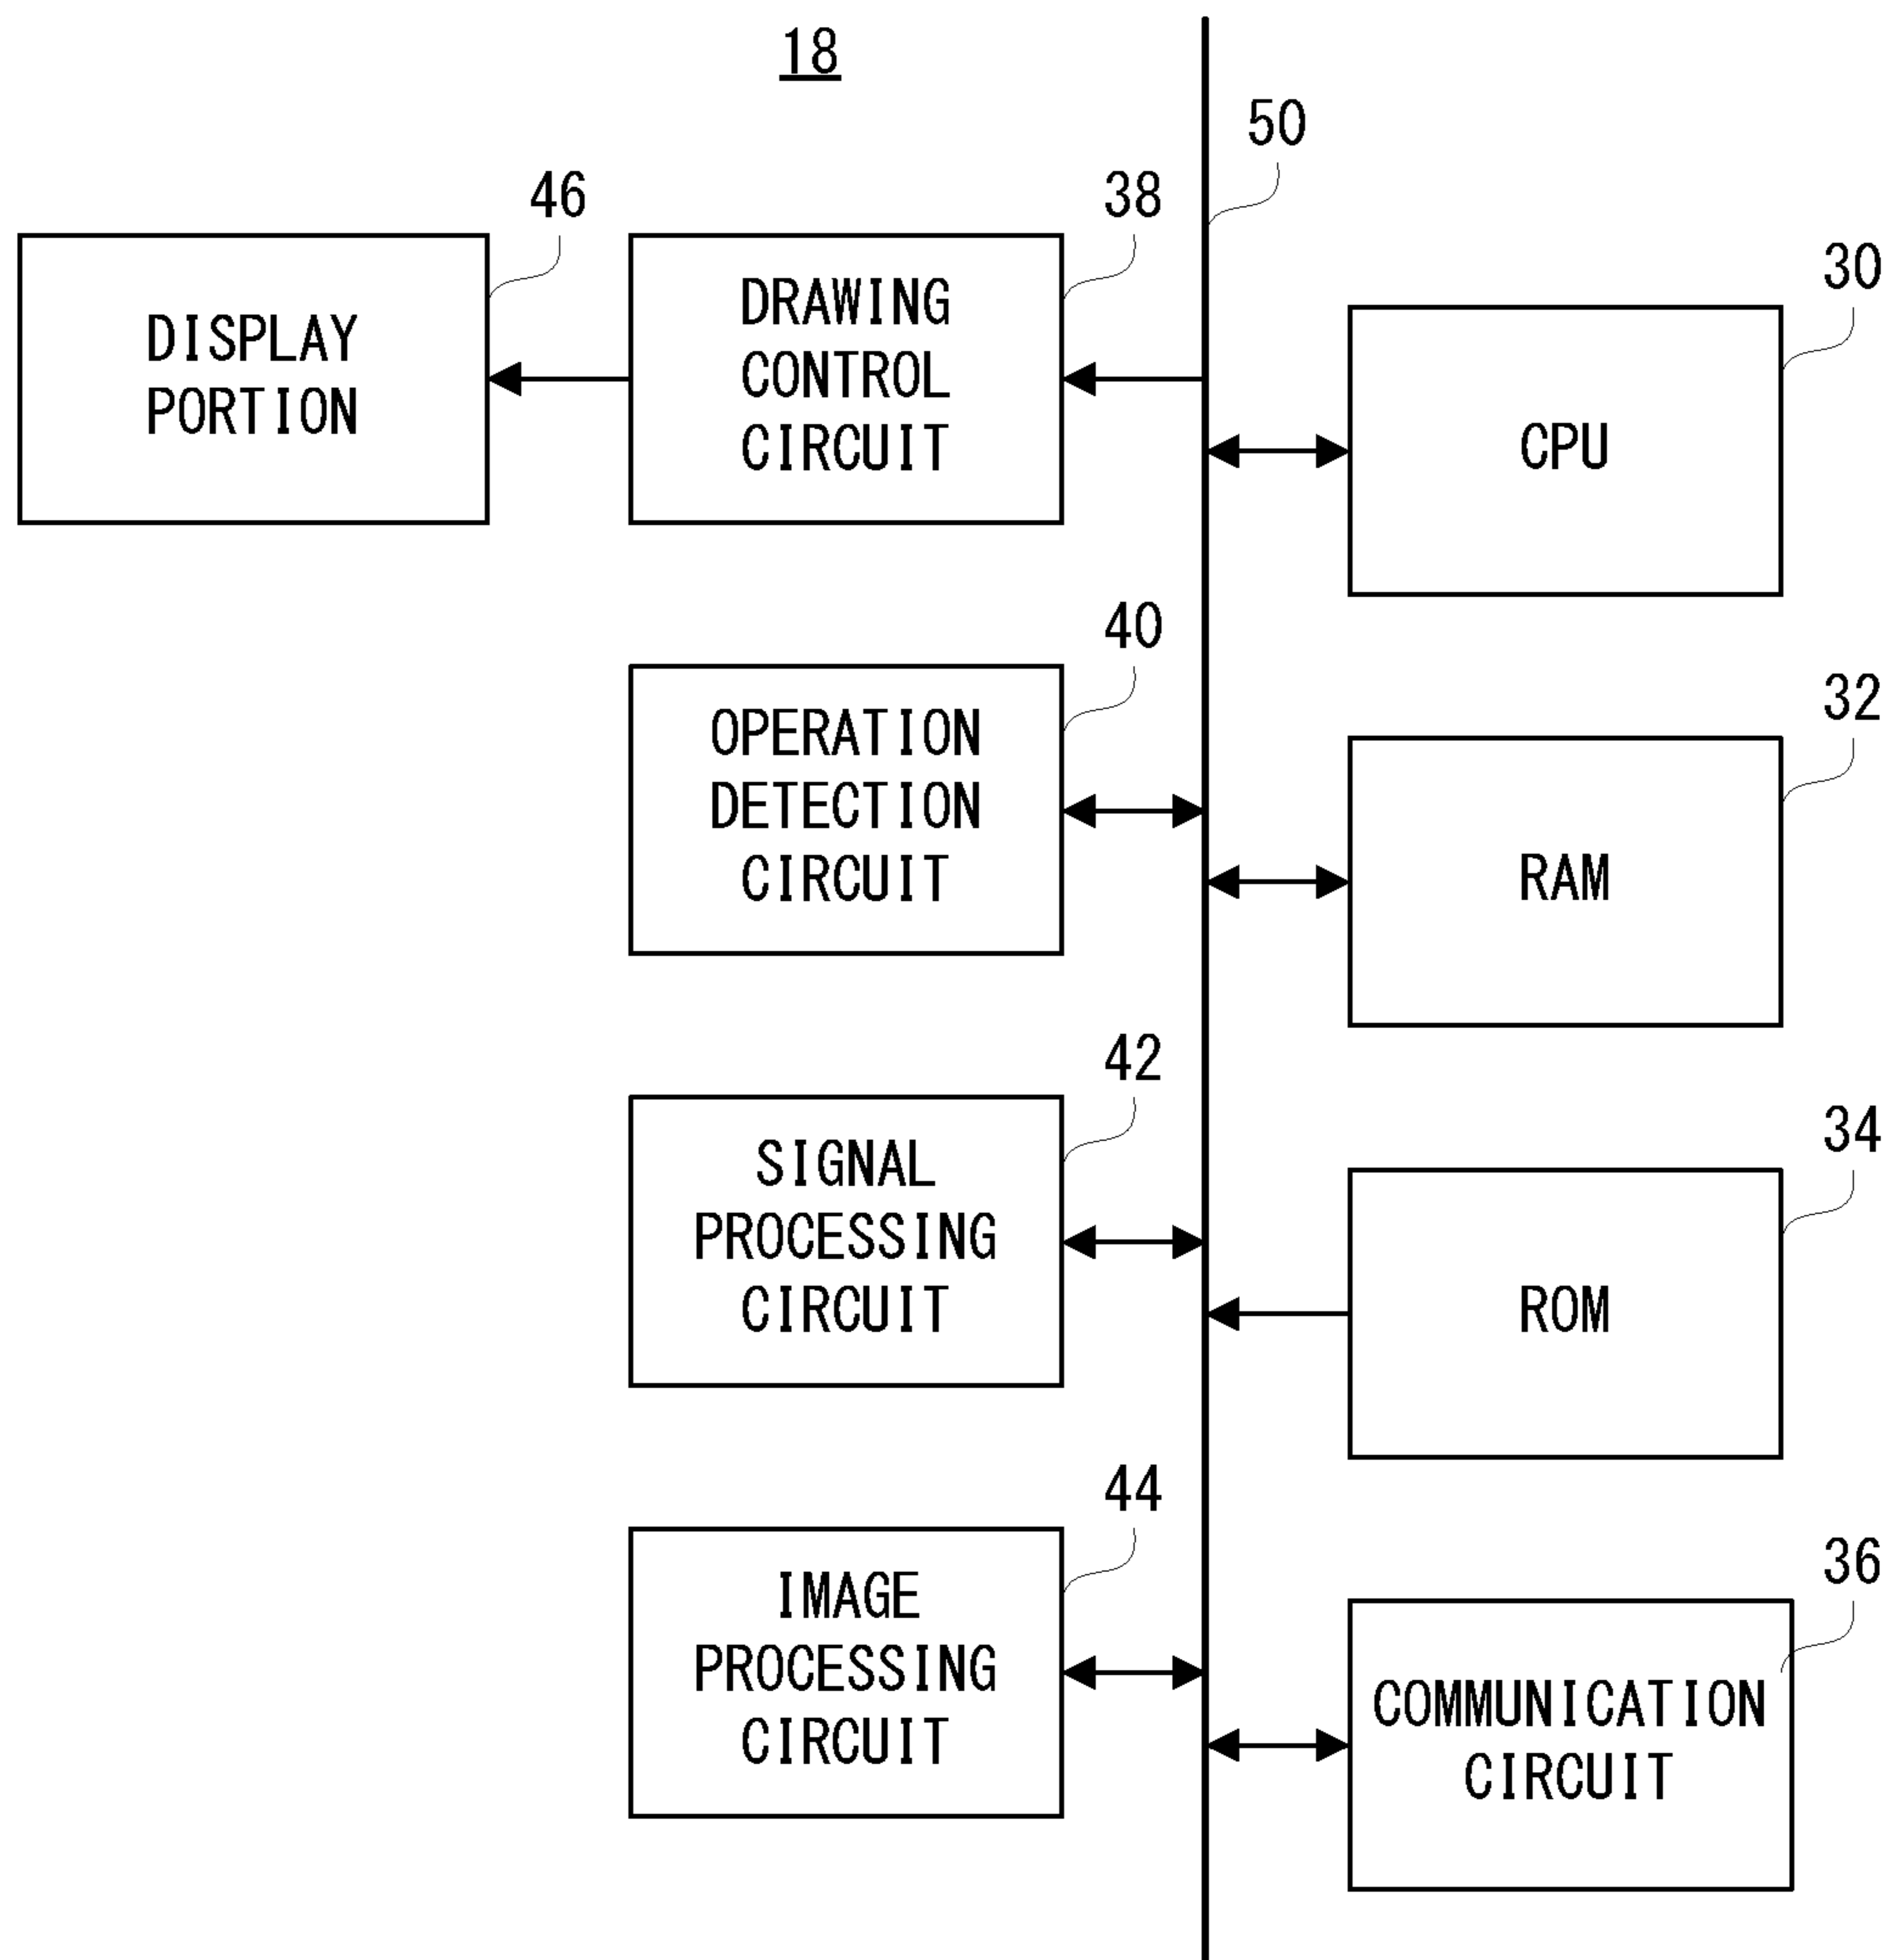 18
50
46
38
30
DISPLAY
PORTION
DRAWING
CONTROL
CIRCUIT
CPU
40
32
OPERATION
DETECTION
CIRCUIT
RAM
42
34
SIGNAL
PROCESSING
CIRCUIT
ROM
44
36
IMAGE
PROCESSING
CIRCUIT
COMMUNICATION
CIRCUIT